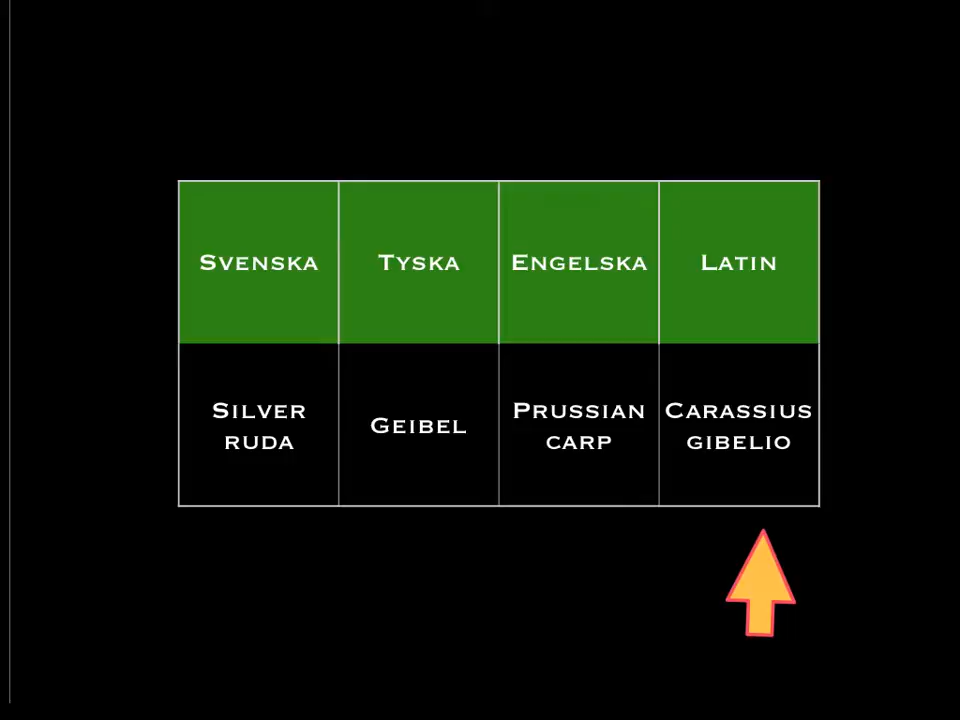 Svenska
Tyska
Engelska
Latin
Silver
ruda
Geibel
Prussian
carp
Carassius
gibelio